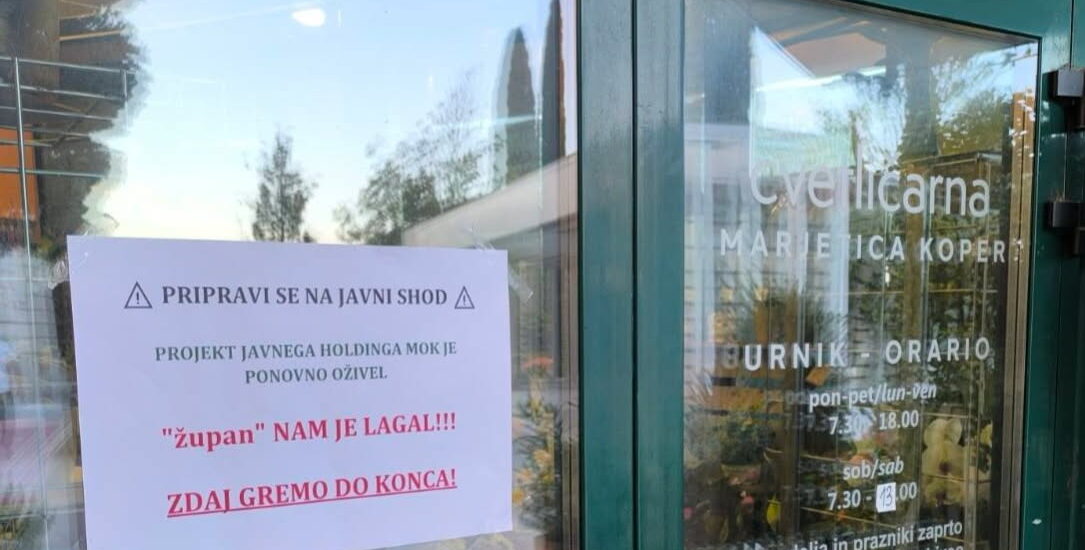 ⚠ PRIPRAVI SE NA JAVNI SHOD ⚠
PROJEKT JAVNEGA HOLDINGA MOK JE
PONOVNO OŽIVEL
"župan" NAM JE LAGAL!!!
ZDAJ GREMO DO KONCA!
Cvetličarna
MARJETICA KOPER
URNIK - ORARIO
pon-pet/lun-ven
7.30 - 18.00
sob/sab
7.30 - 13.00
in prazniki zaprto